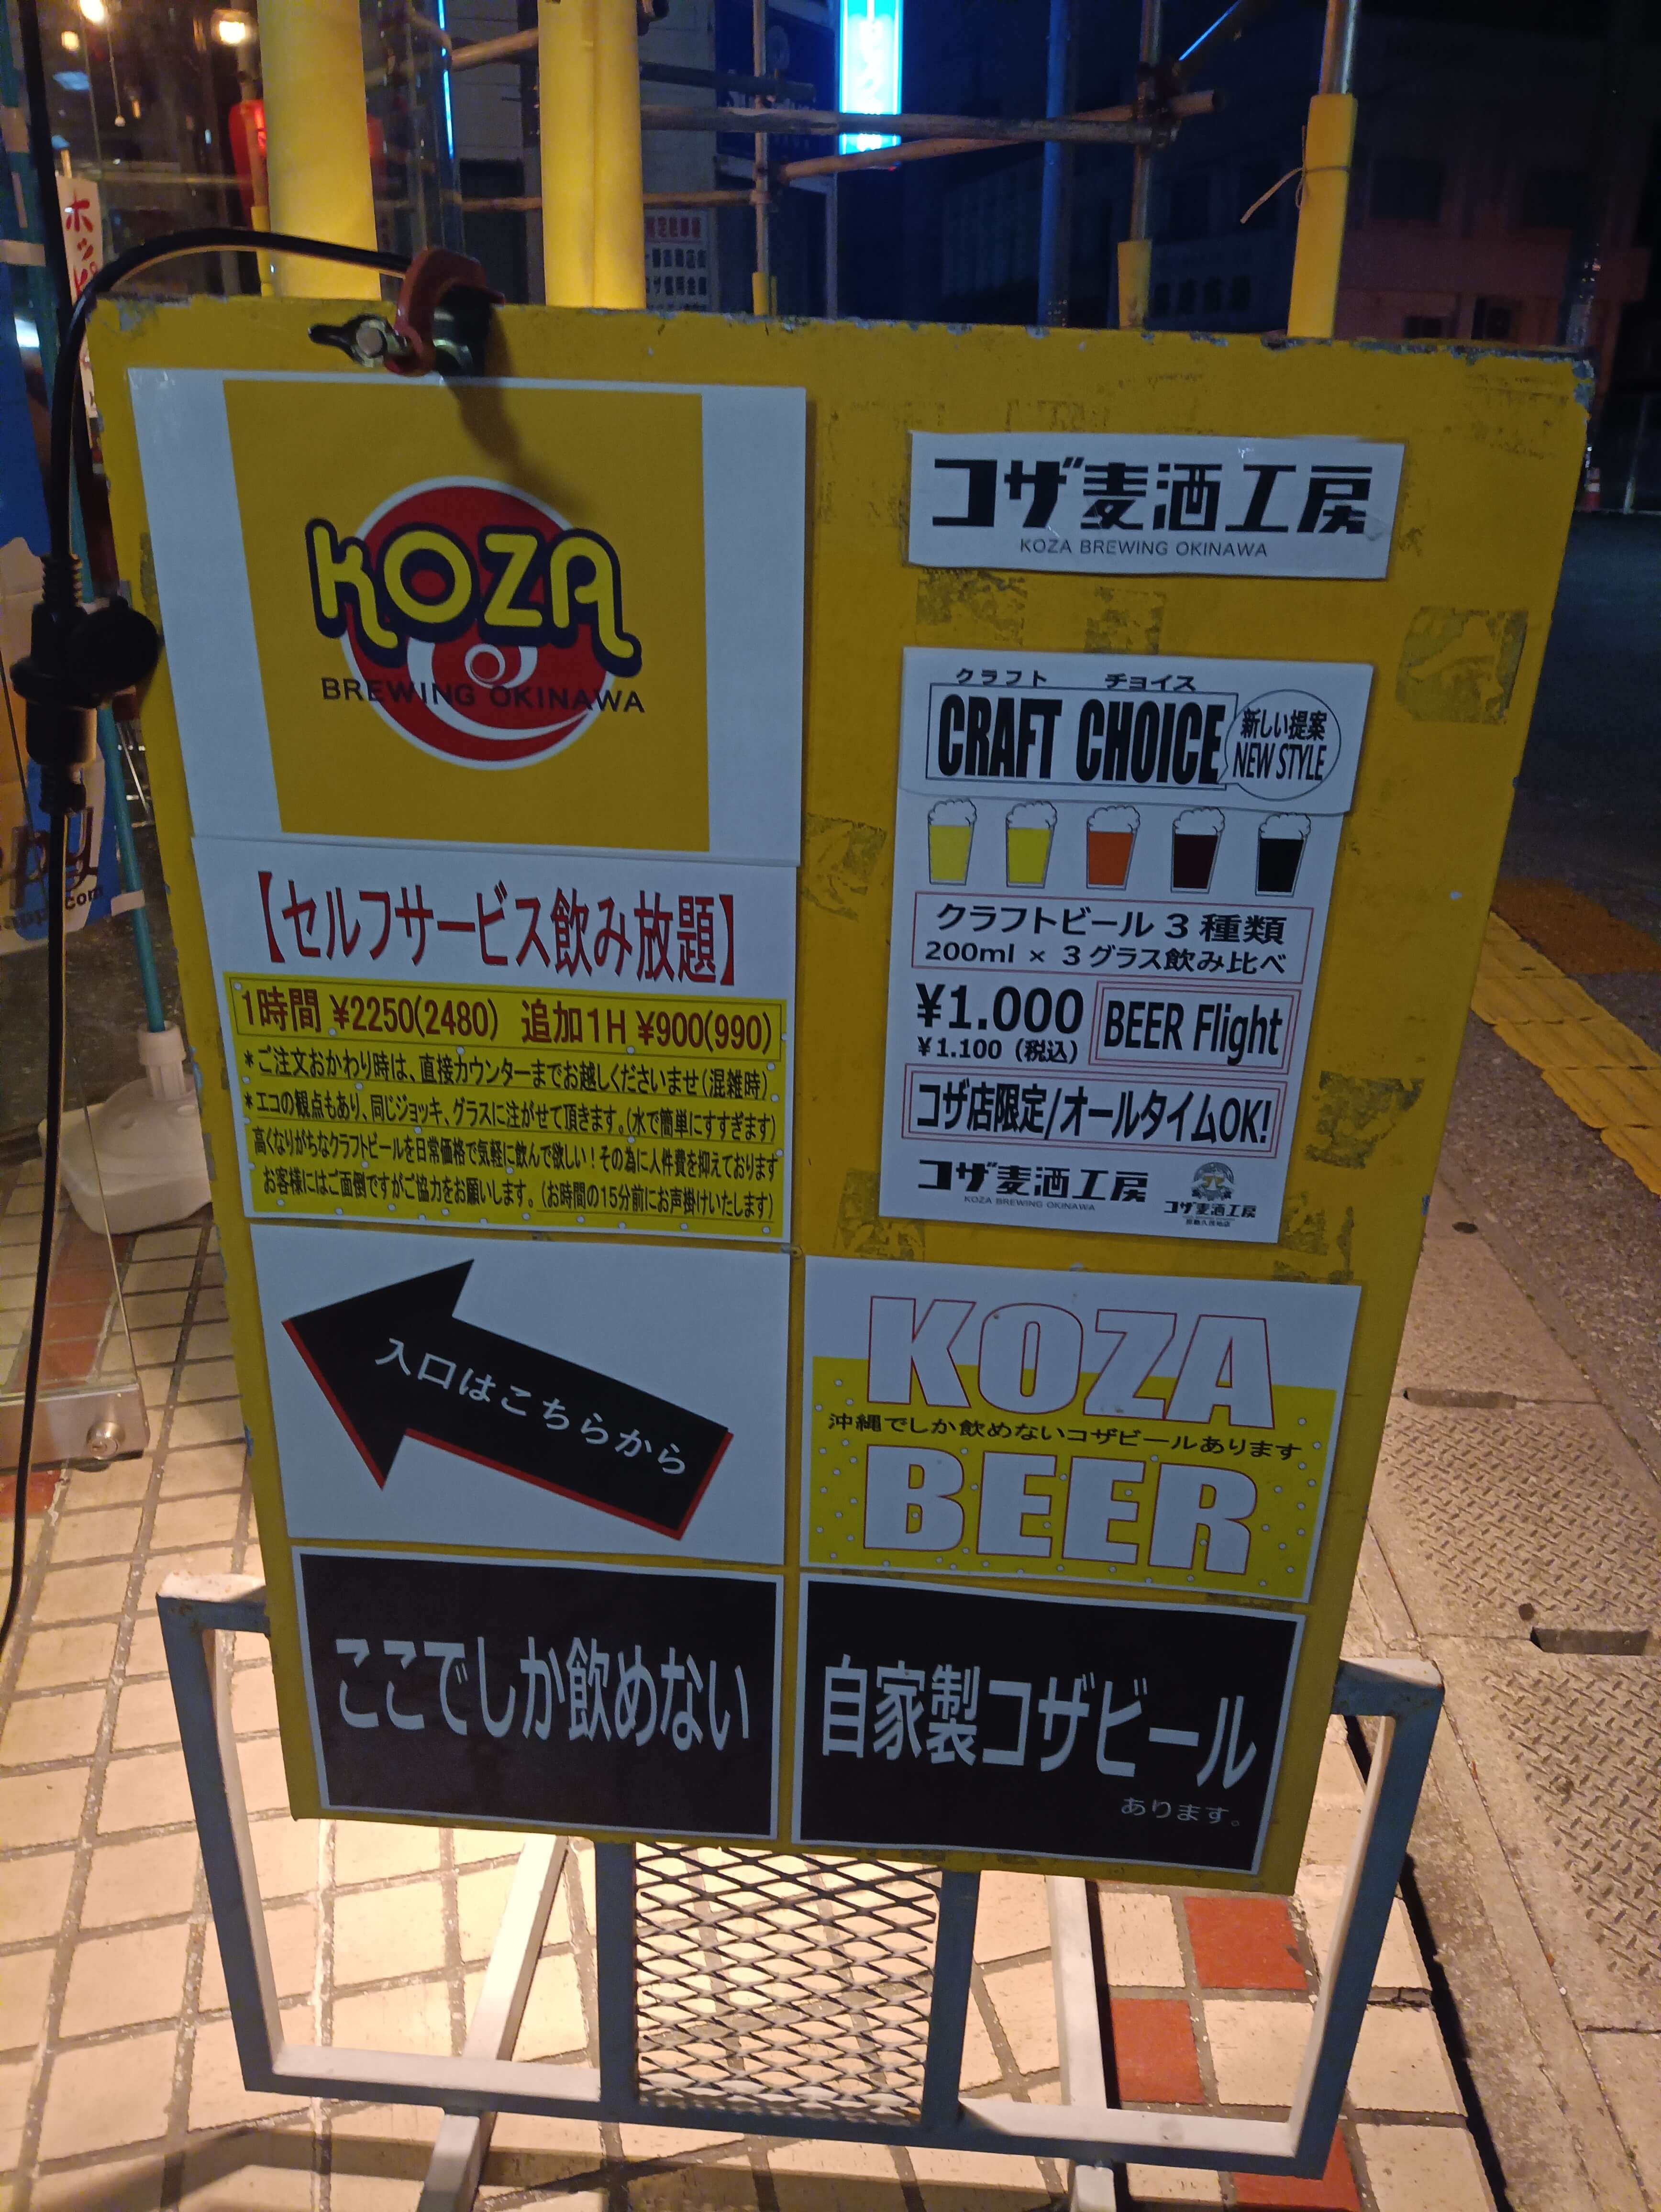 ホッピ
KOZA
BREWING OKINAWA
【セルフサービス飲み放題】
1時間 ¥2250(2480) 追加1H ¥900(990)
*ご注文おかわり時は、直接カウンターまでお越しくださいませ(混雑時)
*エコの観点もあり、同じジョッキ、グラスに注がせて頂きます。(水で簡単にすすぎます)
高くなりがちなクラフトビールを日常価格で気軽に飲んで欲しい!その為に人件費を抑えております
お客様にはご面倒ですがご協力をお願いします。(お時間の15分前にお声掛けいたします)
入口はこちらから
ここでしか飲めない
コザ麦酒工房
KOZA BREWING OKINAWA
クラフト チョイス
CRAFT CHOICE
新しい提案
NEW STYLE
クラフトビール 3 種類
200ml × 3 グラス飲み比べ
¥1.000
¥1.100 (税込)
BEER Flight
コザ店限定/オールタイムOK!
コザ麦酒工房
KOZA BREWING OKINAWA
コザ麦酒工房
KOZA
沖縄でしか飲めないコザビールあります
BEER
自家製コザビール
あります。